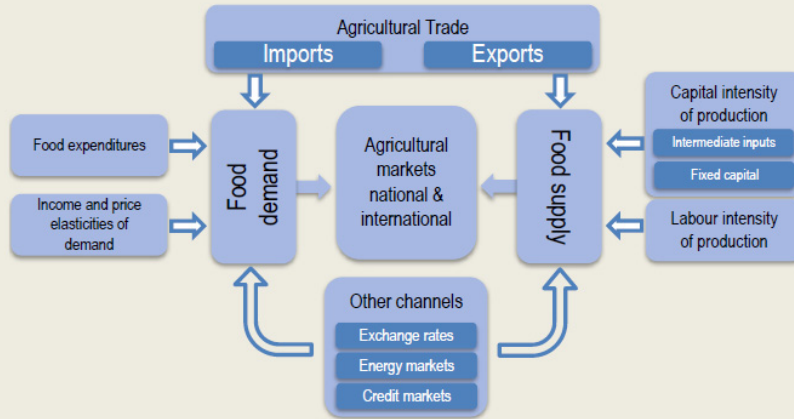 Agricultural Trade
Imports
Exports
Food expenditures
Income and price
elasticities of
demand
Food
demand
Agricultural
markets
national &
international
Food supply
Capital intensity
of production
Intermediate inputs
Fixed capital
Labour intensity
of production
Other channels
Exchange rates
Energy markets
Credit markets